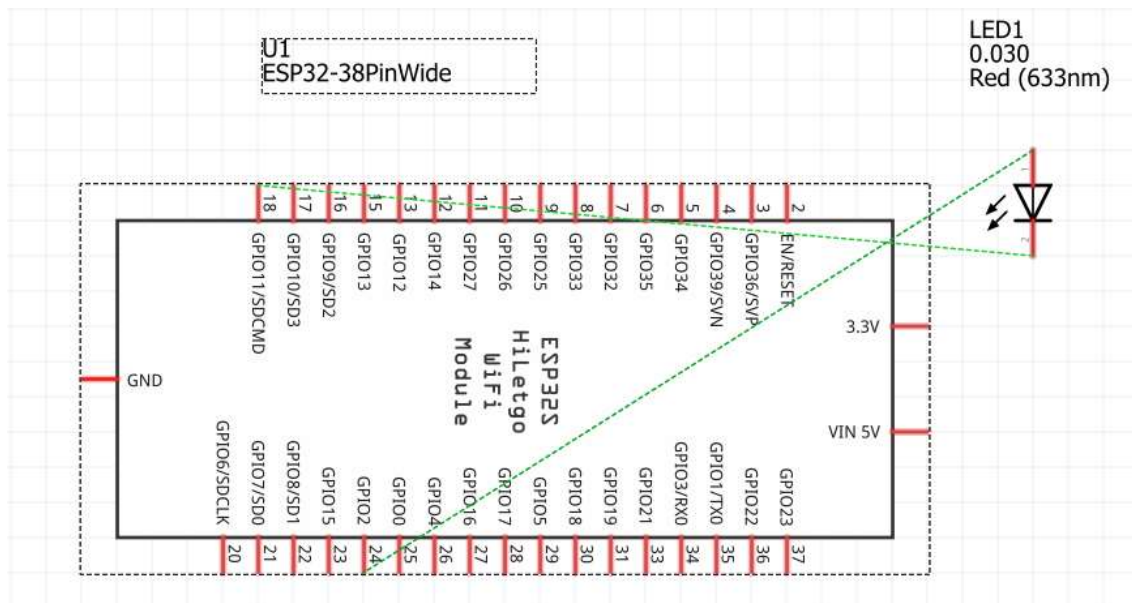 U1
ESP32-38PinWide
LED1
0.030
Red (633nm)
18
17
16
15
13
12
11
10
9
8
7
6
5
4
3
2
GPIO11/SDCMD
GPIO10/SD3
GPIO9/SD2
GPIO13
GPIO12
GPIO14
GPIO27
GPIO26
GPIO25
GPIO33
GPIO32
GPIO35
GPIO34
GPIO39/SVN
GPIO36/SVP
EN/RESET
1
2
3.3V
VIN 5V
GND
ESP32S
HiLetgo
WiFi
Module
GPIO6/SDCLK
GPIO7/SD0
GPIO8/SD1
GPIO15
GPIO2
GPIO0
GPIO4
GPIO16
GPIO17
GPIO5
GPIO18
GPIO19
GPIO21
GPIO3/RX0
GPIO1/TX0
GPIO22
GPIO23
20
21
22
23
24
25
26
27
28
29
30
31
33
34
35
36
37